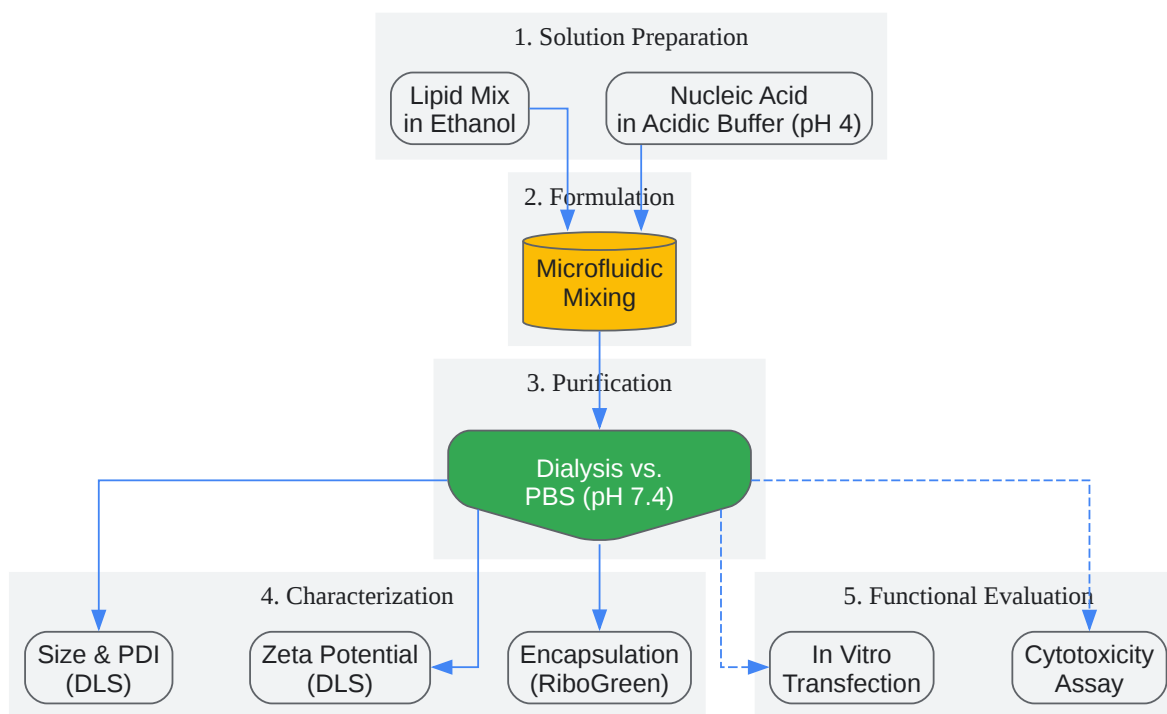 1. Solution Preparation
Lipid Mix
in Ethanol
Nucleic Acid
in Acidic Buffer (pH 4)
2. Formulation
Microfluidic
Mixing
3. Purification
Dialysis vs.
PBS (pH 7.4)
4. Characterization
Size & PDI
(DLS)
Zeta Potential
(DLS)
Encapsulation
(RiboGreen)
5. Functional Evaluation
In Vitro
Transfection
Cytotoxicity
Assay